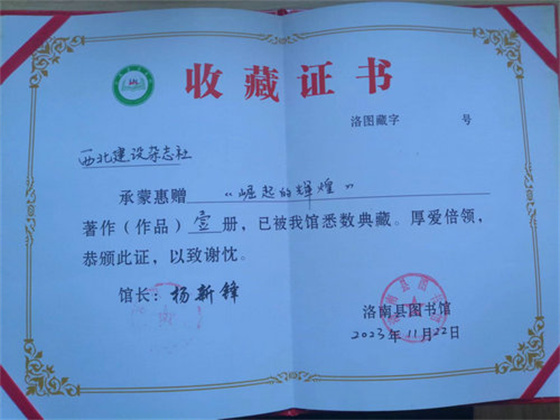 收藏证书
洛图藏字 号
西北建设杂志社
承蒙惠赠 “崛起的辉煌”
著作（作品）壹册，已被我馆悉数典藏。厚爱倍领，
恭颁此证，以致谢忱。
馆长：杨新锋
洛南县图书馆
2023年11月22日